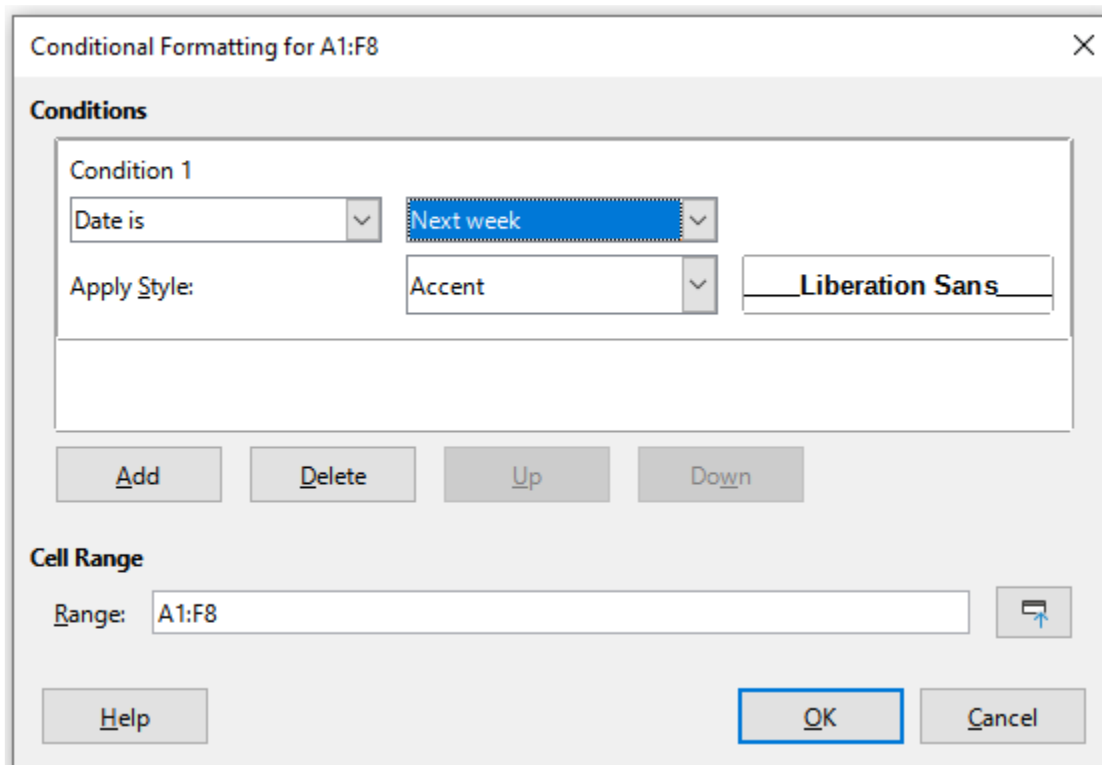 Conditional Formatting for A1:F8
Conditions
Condition 1
Date is Next week
Apply Style: Accent Liberation Sans
Add Delete Up Down
Cell Range
Range: A1:F8
Help OK Cancel